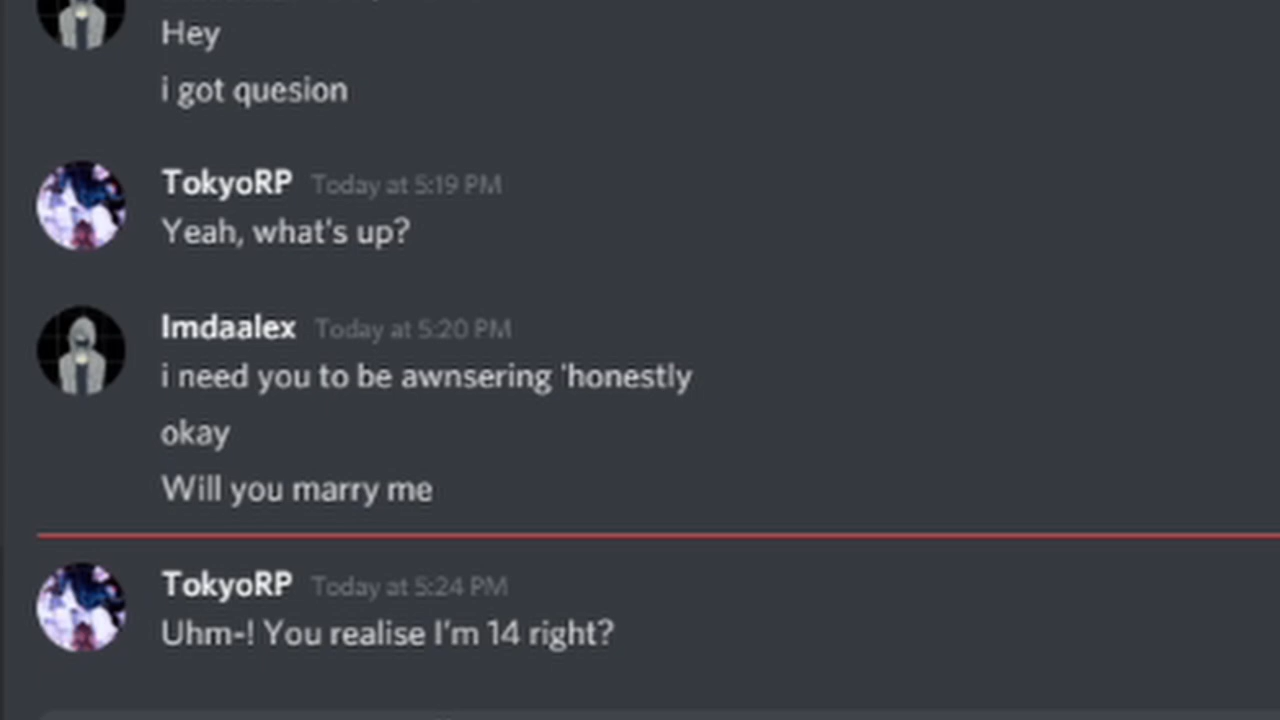 Hey
i got quesion
TokyoRP Today at 5:19 PM
Yeah, what's up?
Imdaalex Today at 5:20 PM
i need you to be awnsering 'honestly
okay
Will you marry me
TokyoRP Today at 5:24 PM
Uhm-! You realise I'm 14 right?